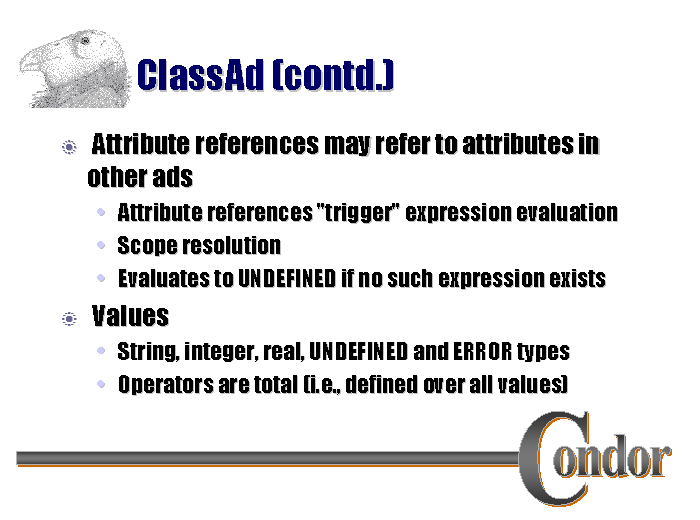 ClassAd (contd.)
Attribute references may refer to attributes in
other ads
Attribute references "trigger" expression evaluation
Scope resolution
Evaluates to UNDEFINED if no such expression exists
Values
String, integer, real, UNDEFINED and ERROR types
Operators are total (i.e., defined over all values)
Condor